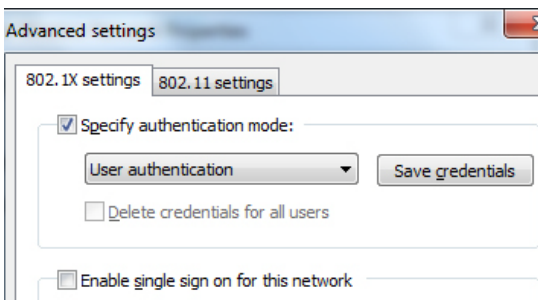 Advanced settings
802.1X settings 802.11 settings
Specify authentication mode:
User authentication Save credentials
Delete credentials for all users
Enable single sign on for this network